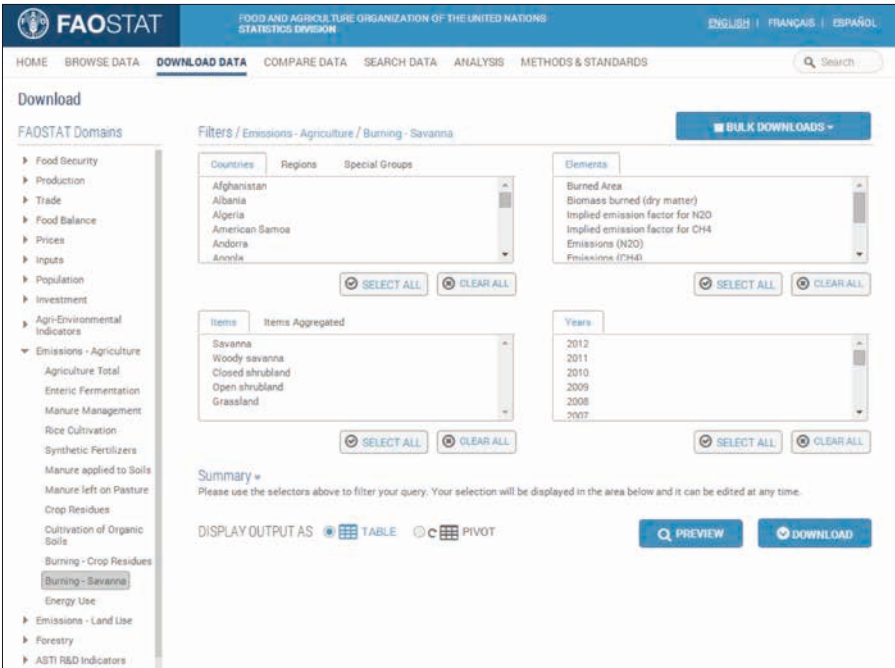 FAOSTAT
FOOD AND AGRICULTURE ORGANIZATION OF THE UNITED NATIONS
STATISTICS DIVISION
ENGLISH | FRANÇAIS | ESPAÑOL
HOME BROWSE DATA DOWNLOAD DATA COMPARE DATA SEARCH DATA ANALYSIS METHODS & STANDARDS Search
Download
FAOSTAT Domains
Food Security
Production
Trade
Food Balance
Prices
Inputs
Population
Investment
Agri-Environmental
Indicators
Emissions - Agriculture
Agriculture Total
Enteric Fermentation
Manure Management
Rice Cultivation
Synthetic Fertilizers
Manure applied to Soils
Manure left on Pasture
Crop Residues
Cultivation of Organic
Soils
Burning - Crop Residues
Burning - Savanna
Energy Use
Emissions - Land Use
Forestry
ASTI R&D Indicators
Filters / Emissions - Agriculture / Burning - Savanna
BULK DOWNLOADS
Countries Regions Special Groups
Afghanistan
Albania
Algeria
American Samoa
Andorra
Angola
SELECT ALL CLEAR ALL
Elements
Burned Area
Biomass burned (dry matter)
Implied emission factor for N2O
Implied emission factor for CH4
Emissions (N2O)
Emissions (CH4)
SELECT ALL CLEAR ALL
Items Items Aggregated
Savanna
Woody savanna
Closed shrubland
Open shrubland
Grassland
SELECT ALL CLEAR ALL
Years
2012
2011
2010
2009
2008
2007
SELECT ALL CLEAR ALL
Summary
Please use the selectors above to filter your query. Your selection will be displayed in the area below and it can be edited at any time.
DISPLAY OUTPUT AS TABLE PIVOT
PREVIEW DOWNLOAD